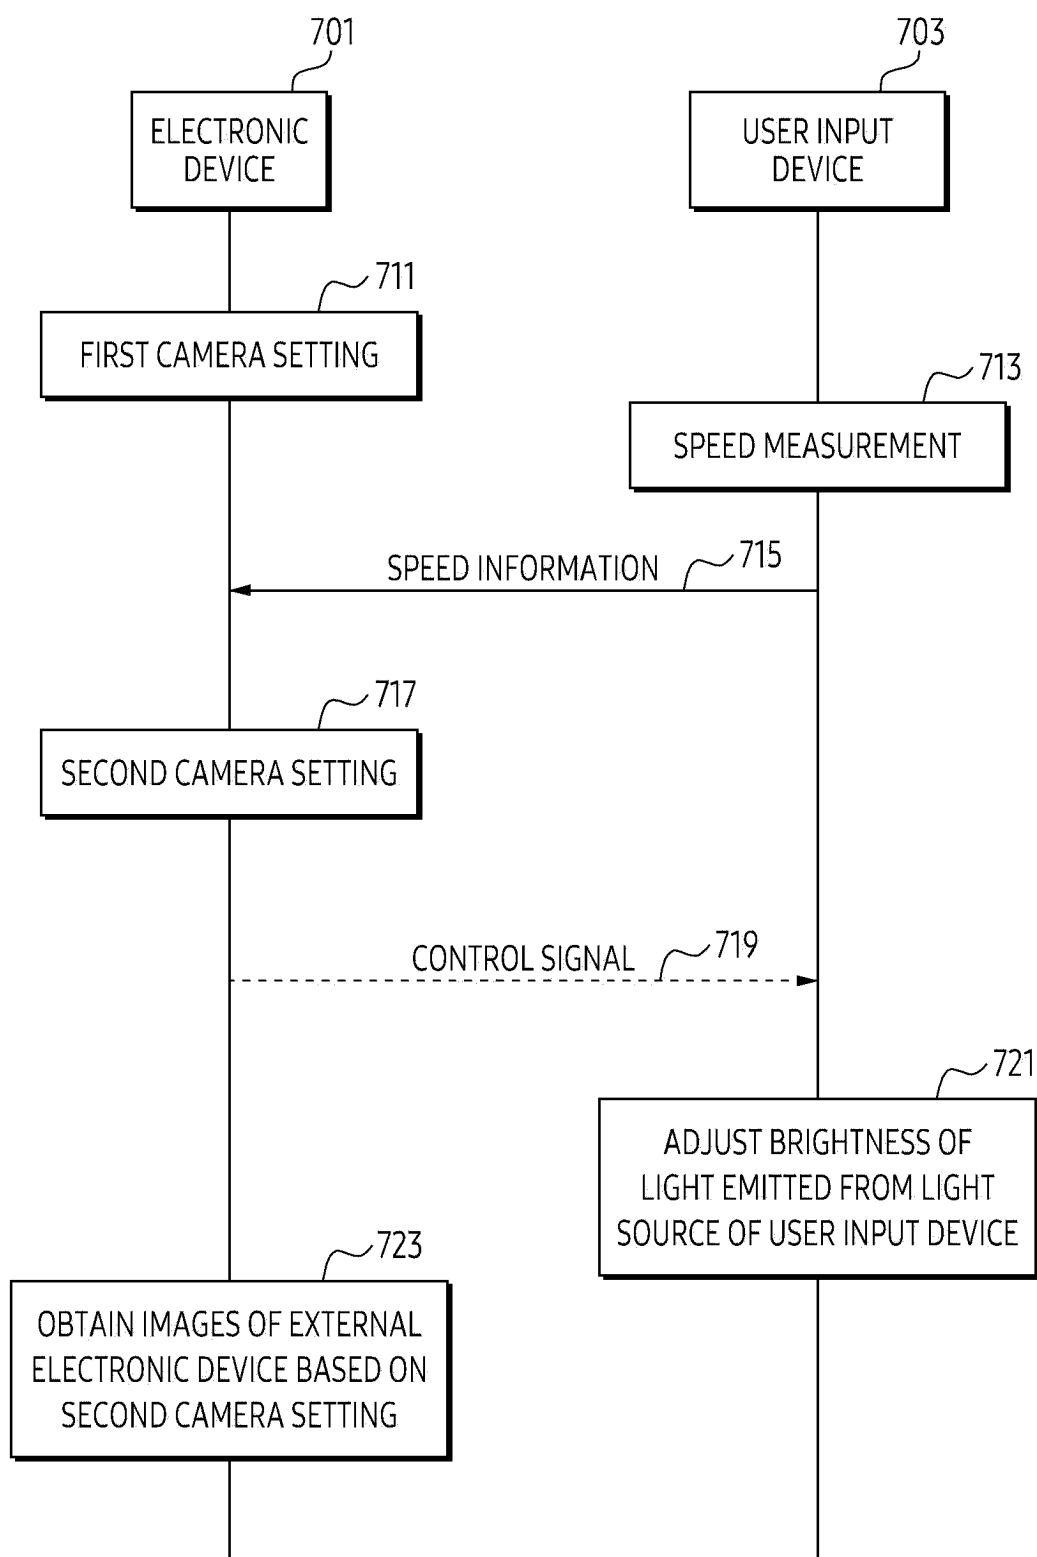 701
703
ELECTRONIC
DEVICE
USER INPUT
DEVICE
711
FIRST CAMERA SETTING
713
SPEED MEASUREMENT
SPEED INFORMATION
715
717
SECOND CAMERA SETTING
CONTROL SIGNAL
719
721
ADJUST BRIGHTNESS OF
LIGHT EMITTED FROM LIGHT
SOURCE OF USER INPUT DEVICE
723
OBTAIN IMAGES OF EXTERNAL
ELECTRONIC DEVICE BASED ON
SECOND CAMERA SETTING